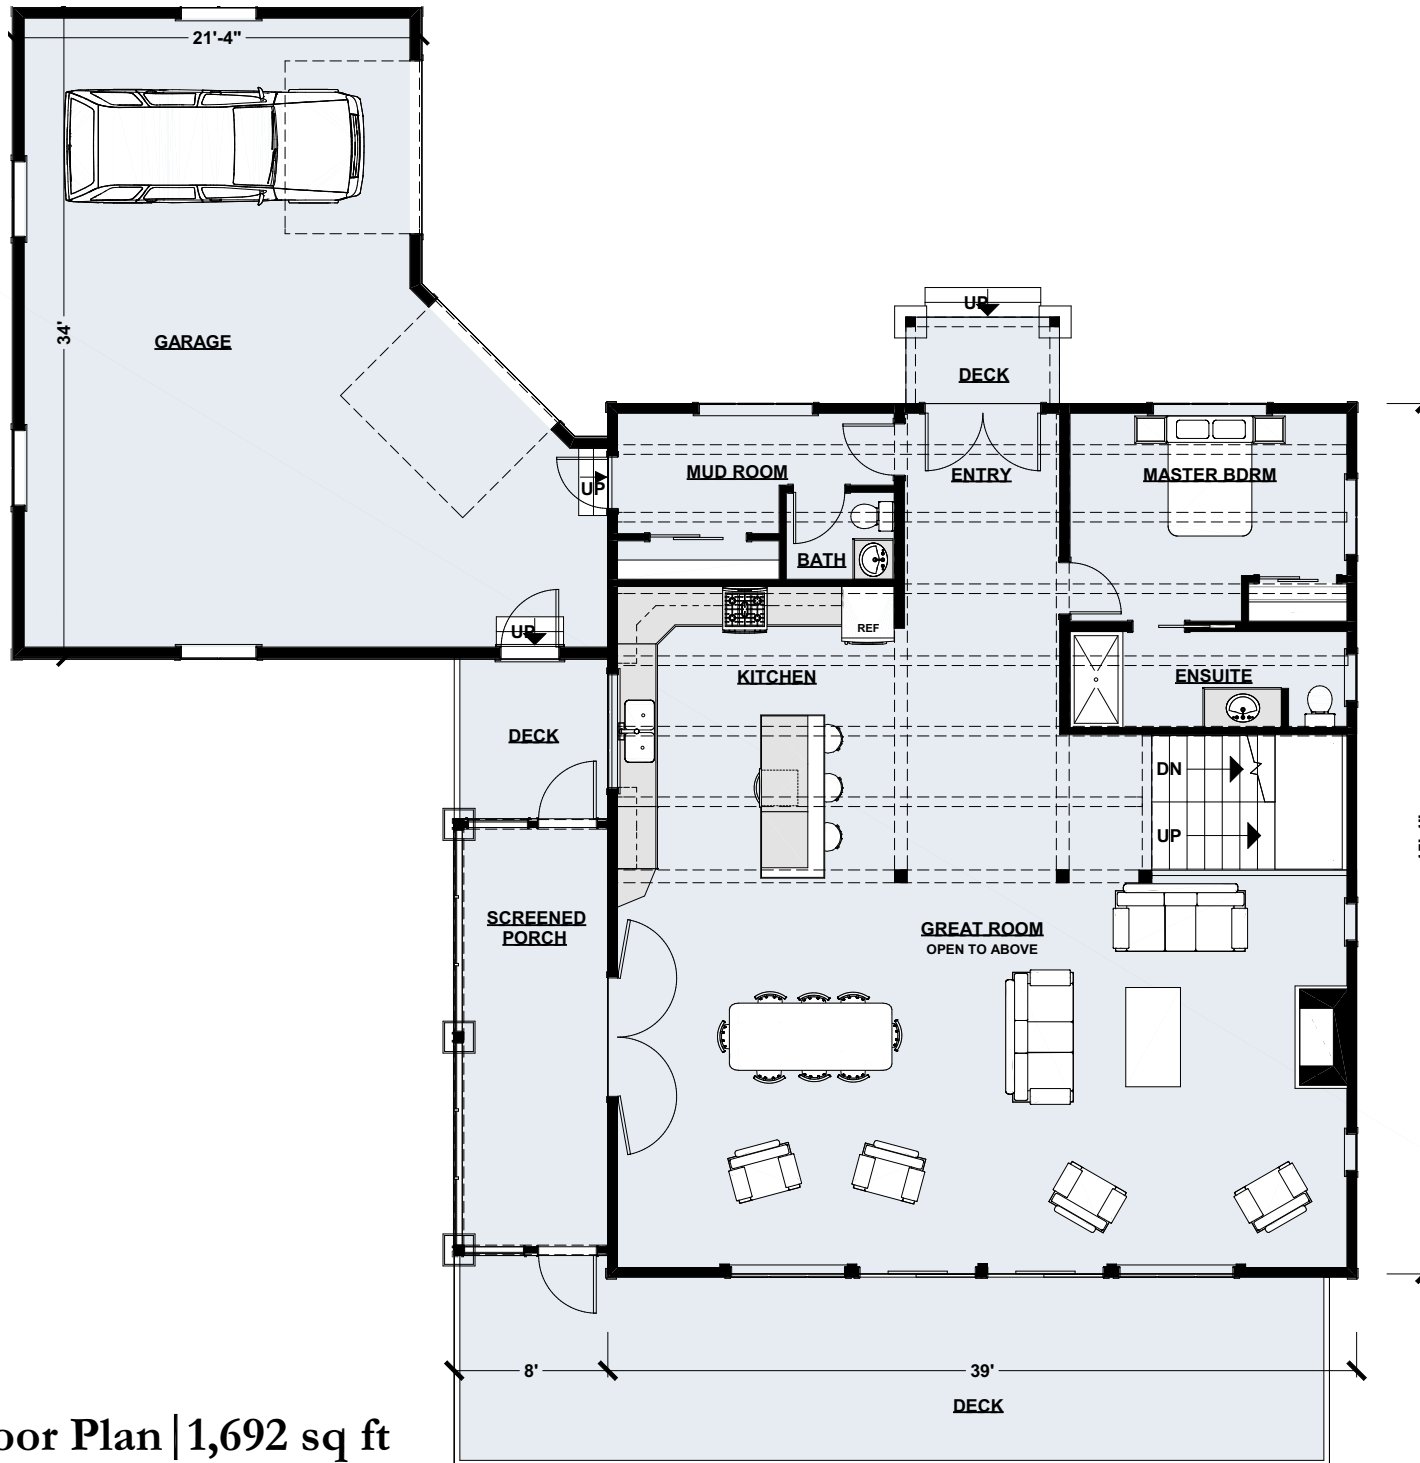 21'-4"
34'
GARAGE
UP
DECK
MUD ROOM
ENTRY
MASTER BDRM
UP
BATH
REF
UP
KITCHEN
ENSUITE
DECK
DN
UP
SCREENED
PORCH
GREAT ROOM
OPEN TO ABOVE
8'
39'
DECK
oor Plan|1,692 sq ft